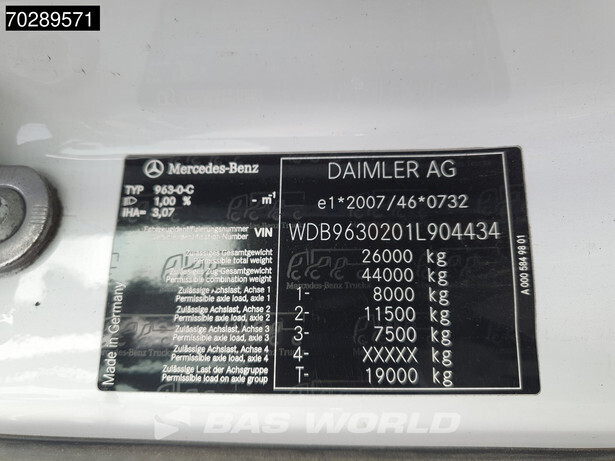 70289571
Mercedes-Benz
TYP 963-0-C
1,00 % - m⁻¹
IHA= 3,07
Fahrzeugidentifizierungsnummer
Vehicle Identification Number VIN
Zulässiges Gesamtgewicht
Permissible total weight
Zulässiges Zug-Gesamtgewicht
Permissible combination weight
Zulässige Achslast, Achse 1
Permissible axle load, axle 1
Zulässige Achslast, Achse 2
Permissible axle load, axle 2
Zulässige Achslast, Achse 3
Permissible axle load, axle 3
Zulässige Achslast, Achse 4
Permissible axle load, axle 4
Zulässige Last der Achsgruppe
Permissible load on axle group
Made in Germany
DAIMLER AG
e1*2007/46*0732
WDB9630201L904434
26000 kg
44000 kg
1- 8000 kg
2- 11500 kg
3- 7500 kg
4- XXXXX kg
T- 19000 kg
A 000 584 98 01
BAS WORLD